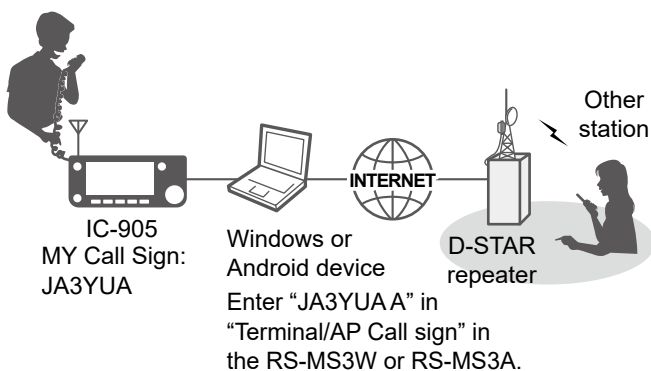 Other
station
INTERNET
IC-905
MY Call Sign:
JA3YUA
Windows or
Android device
Enter “JA3YUA A” in
“Terminal/AP Call sign” in
the RS-MS3W or RS-MS3A.
D-STAR
repeater